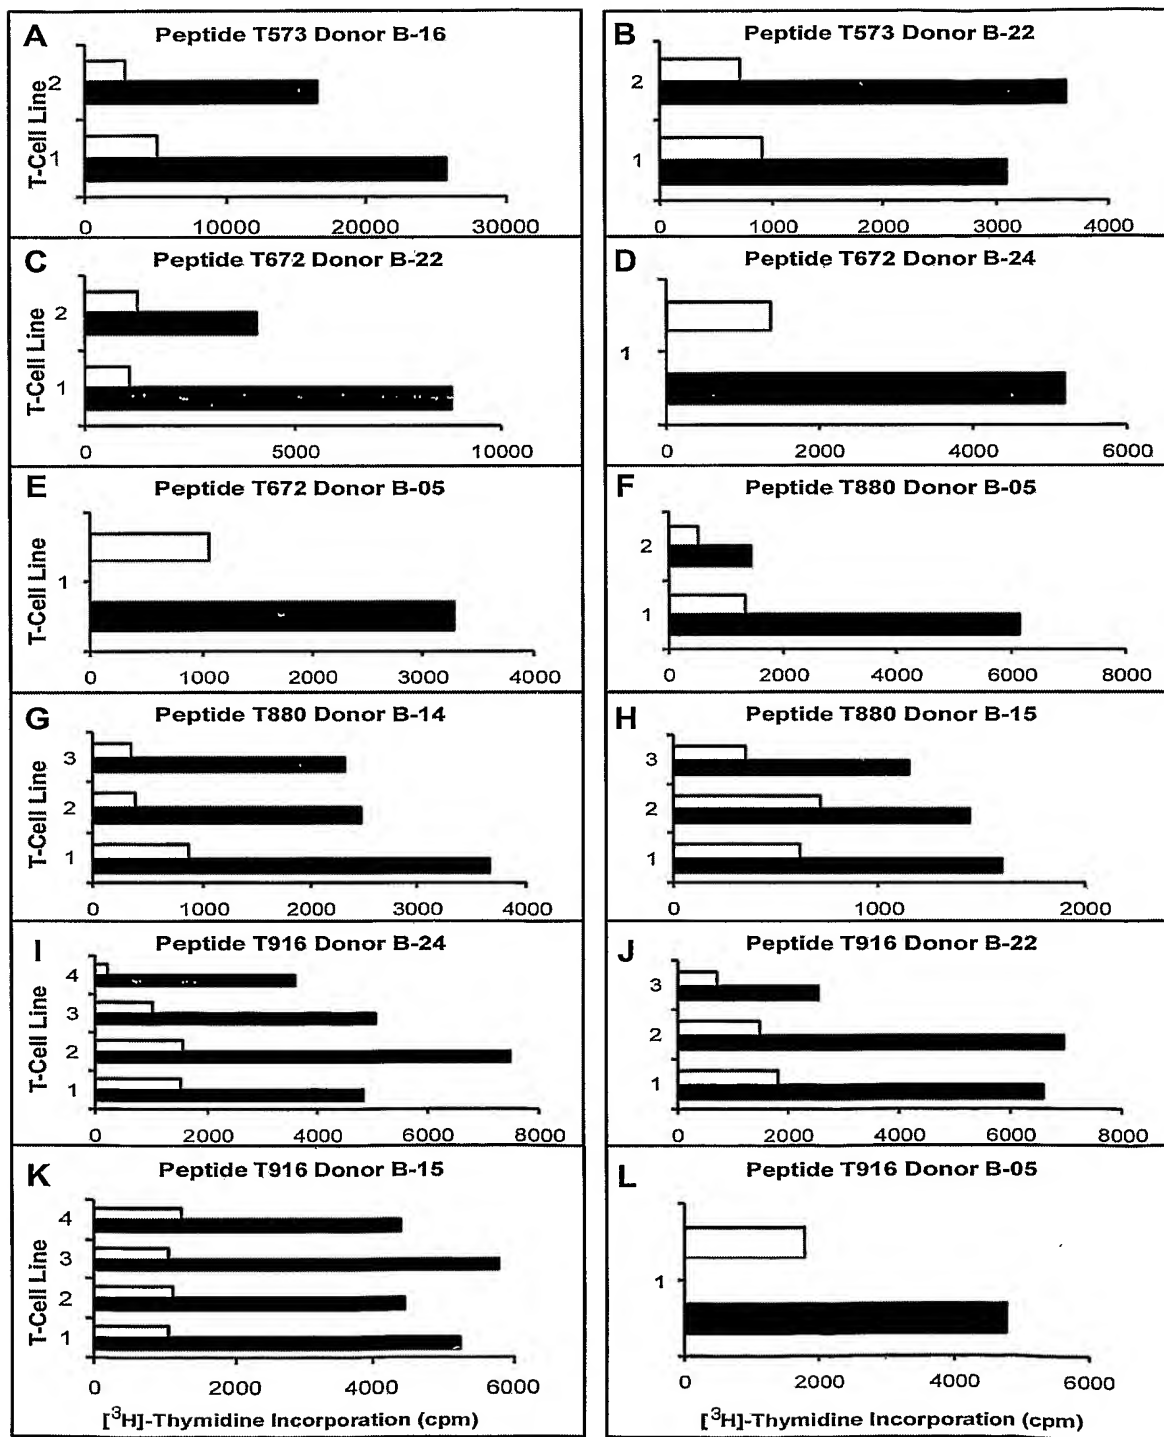 A
Peptide T573 Donor B-16
T-Cell Line
2
1
0 10000 20000 30000
B
Peptide T573 Donor B-22
2
1
0 1000 2000 3000 4000
C
Peptide T672 Donor B-22
T-Cell Line
2
1
0 5000 10000
D
Peptide T672 Donor B-24
1
0 2000 4000 6000
E
Peptide T672 Donor B-05
T-Cell Line
1
0 1000 2000 3000 4000
F
Peptide T880 Donor B-05
2
1
0 2000 4000 6000 8000
G
Peptide T880 Donor B-14
T-Cell Line
3
2
1
0 1000 2000 3000 4000
H
Peptide T880 Donor B-15
3
2
1
0 1000 2000
I
Peptide T916 Donor B-24
T-Cell Line
4
3
2
1
0 2000 4000 6000 8000
J
Peptide T916 Donor B-22
3
2
1
0 2000 4000 6000 8000
K
Peptide T916 Donor B-15
T-Cell Line
4
3
2
1
0 2000 4000 6000
[³H]-Thymidine Incorporation (cpm)
L
Peptide T916 Donor B-05
1
0 2000 4000 6000
[³H]-Thymidine Incorporation (cpm)